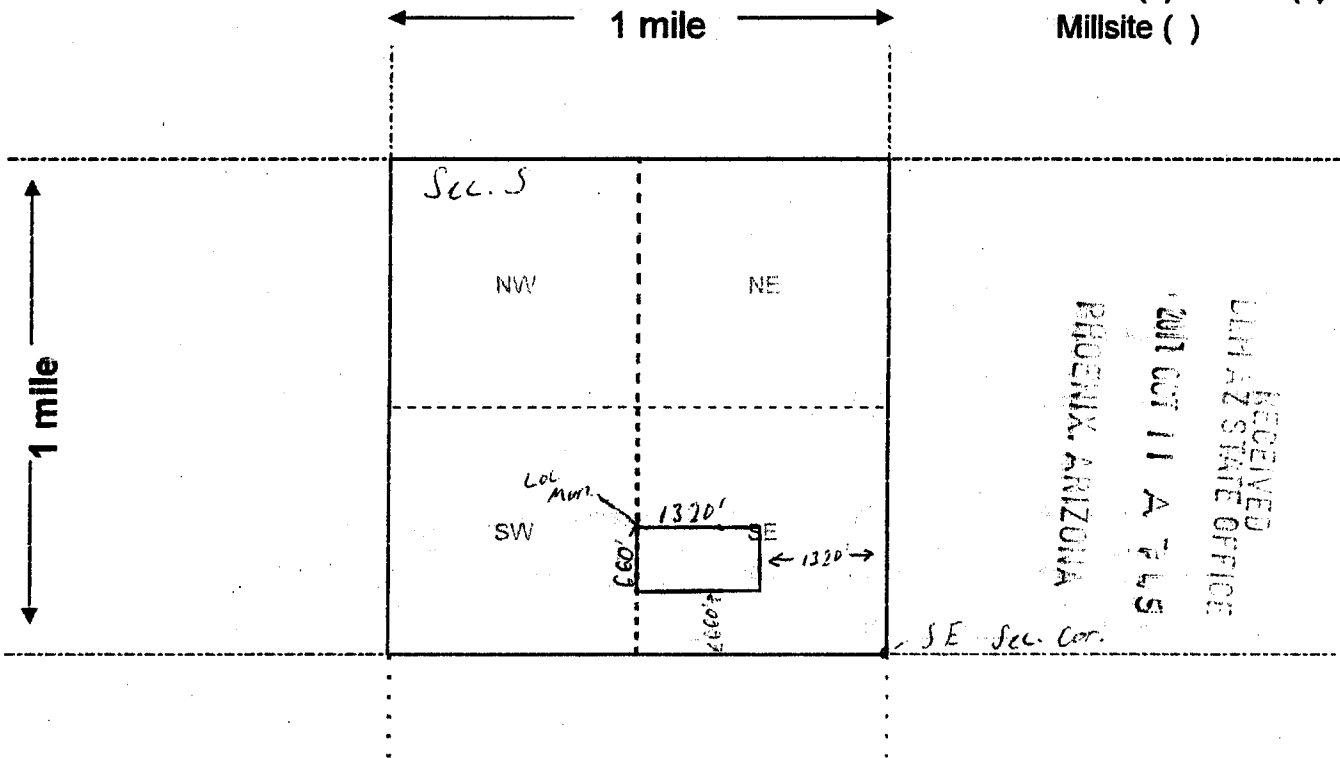 1 mile
Millsite ( )
Sec. 5
NW
NE
1 mile
Loc
Mon.
1320'
SW
SE
660'
1320'
660'
SE Sec. Cor.
RECEIVED
BLM AZ STATE OFFICE
OCT 11 A 7:45
PHOENIX, ARIZONA